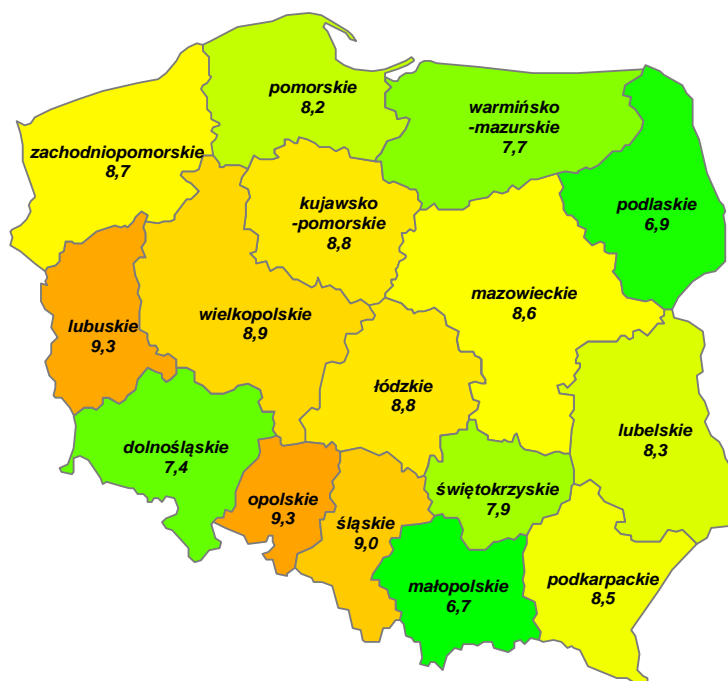 pomorskie
8,2
warmińsko
-mazurskie
7,7
zachodniopomorskie
8,7
kujawsko
-pomorskie
8,8
podlaskie
6,9
mazowieckie
8,6
lubuskie
9,3
wielkopolskie
8,9
łódzkie
8,8
lubelskie
8,3
dolnośląskie
7,4
opolskie
9,3
śląskie
9,0
świętokrzyskie
7,9
małopolskie
6,7
podkarpackie
8,5